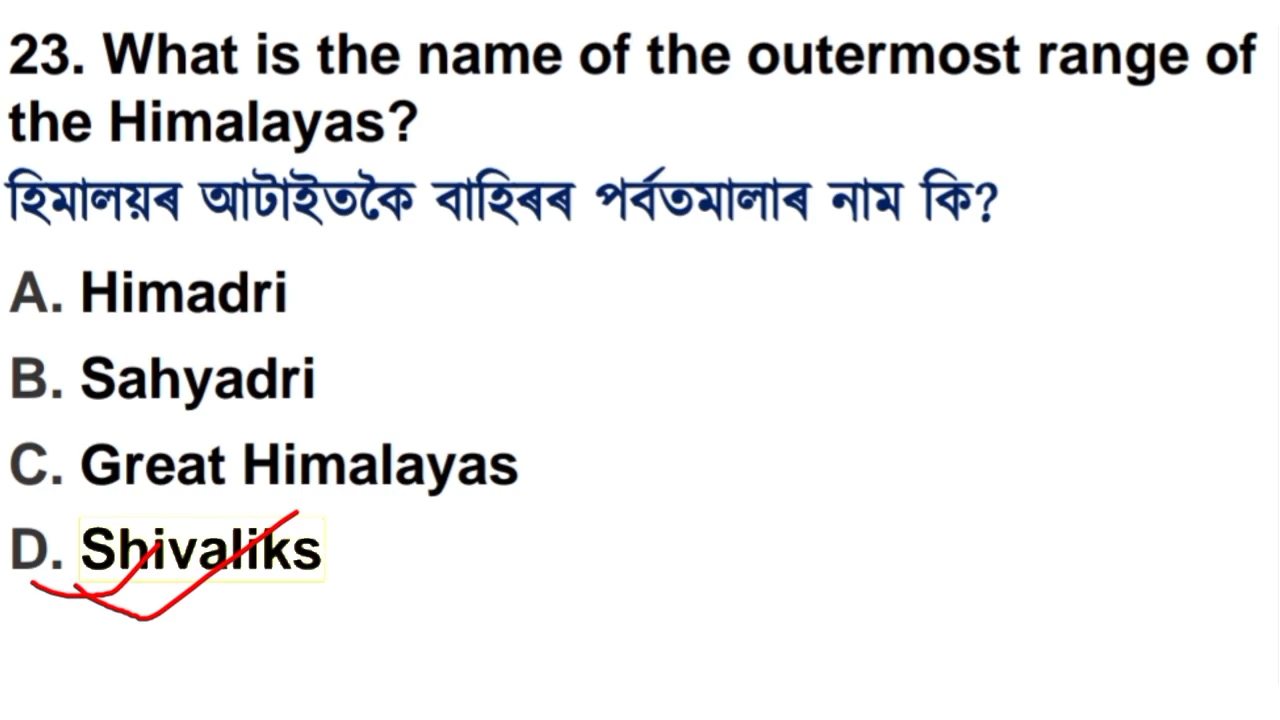 23. What is the name of the outermost range of
the Himalayas?
হিমালয়ৰ আটাইতকৈ বাহিৰৰ পৰ্বতমালাৰ নাম কি?
A. Himadri
B. Sahyadri
C. Great Himalayas
D. Shivaliks